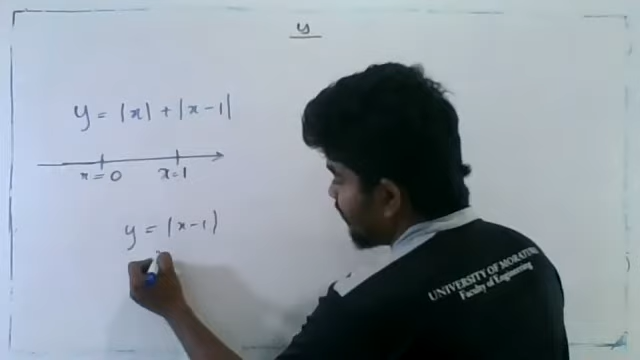 y
y = |x| + |x-1|
x=0 x=1
y = |x-1|
UNIVERSITY OF MORATUWA
Faculty of Engineering